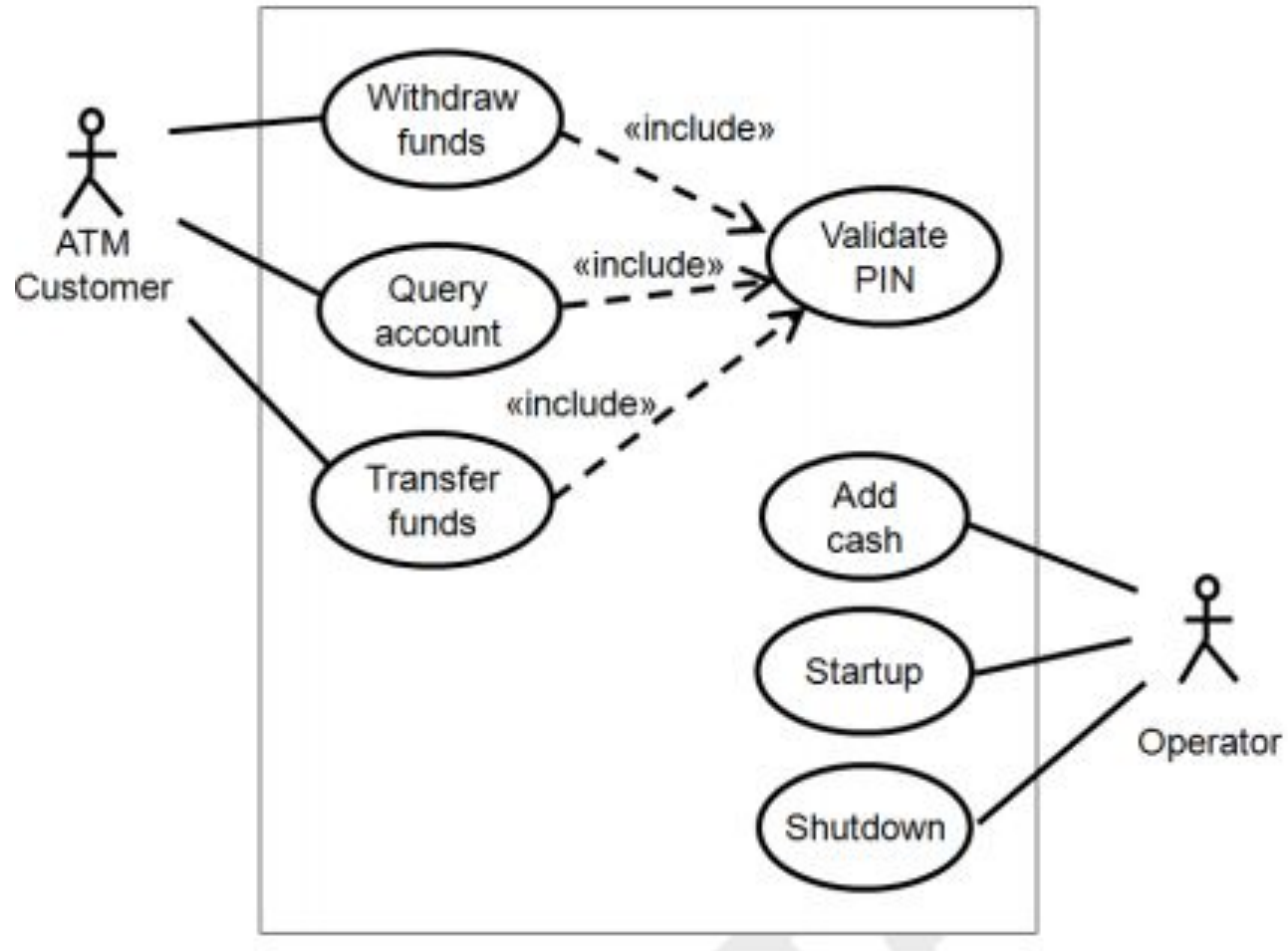 Withdraw
funds
«include»
ATM
Customer
Validate
PIN
«include»
Query
account
«include»
Transfer
funds
Add
cash
Startup
Operator
Shutdown